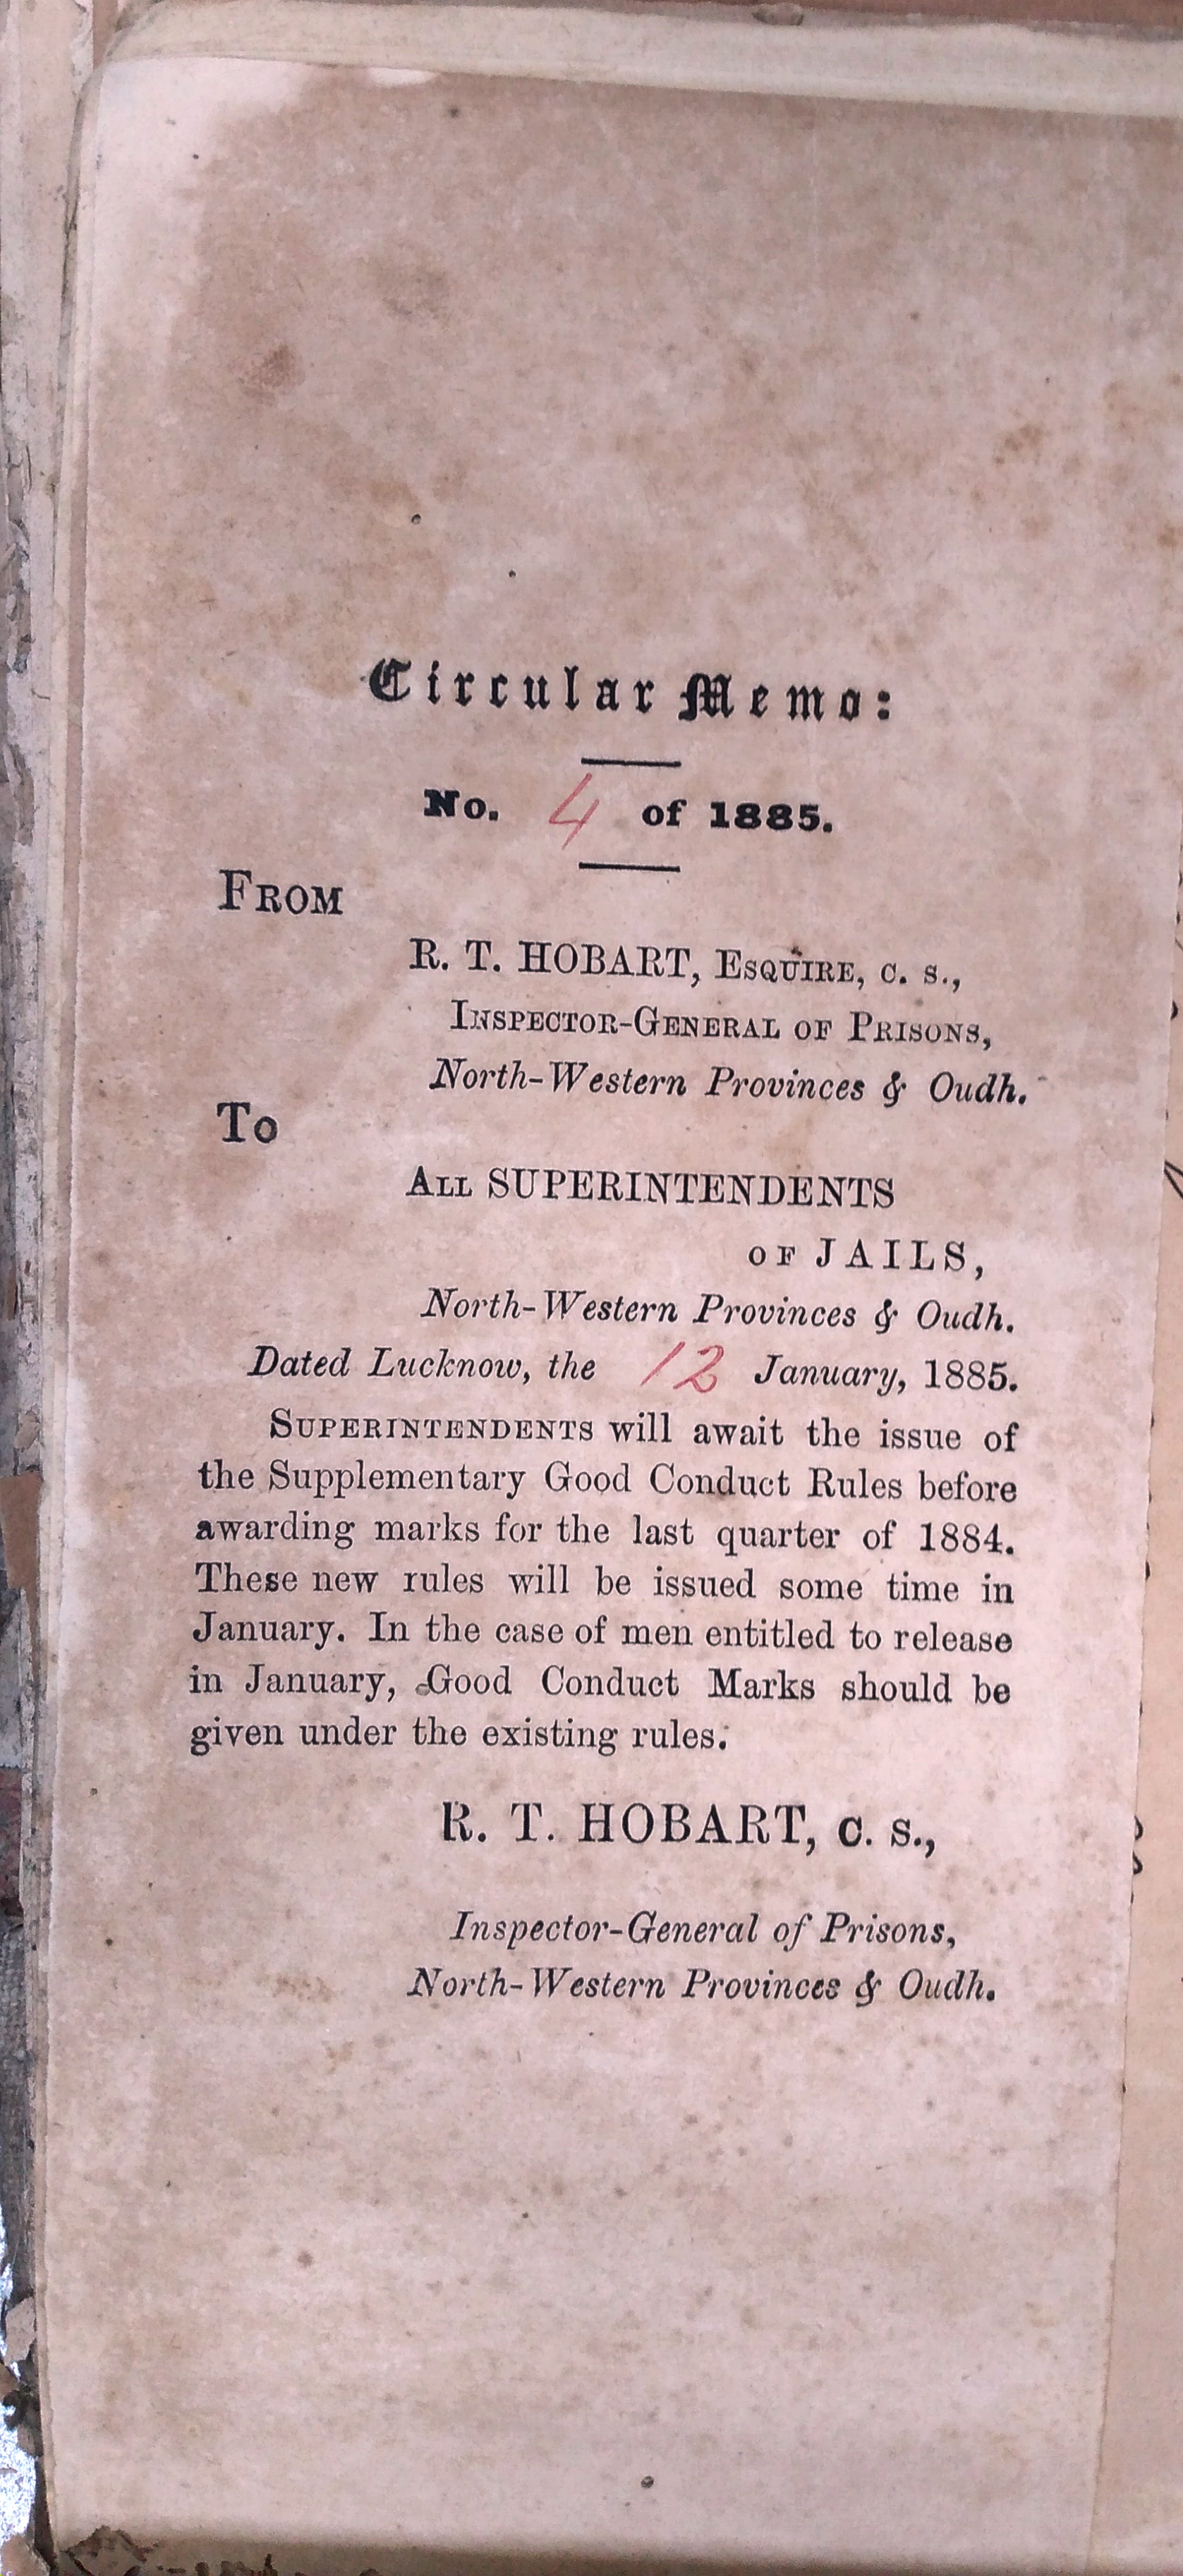 Circular Memo:
No. 4 of 1885.
FROM
R. T. HOBART, ESQUIRE, C. S.,
INSPECTOR-GENERAL OF PRISONS,
North-Western Provinces & Oudh.
To
ALL SUPERINTENDENTS
OF JAILS,
North-Western Provinces & Oudh.
Dated Lucknow, the 12 January, 1885.
SUPERINTENDENTS will await the issue of
the Supplementary Good Conduct Rules before
awarding marks for the last quarter of 1884.
These new rules will be issued some time in
January. In the case of men entitled to release
in January, Good Conduct Marks should be
given under the existing rules.
R. T. HOBART, C. S.,
Inspector-General of Prisons,
North-Western Provinces & Oudh.